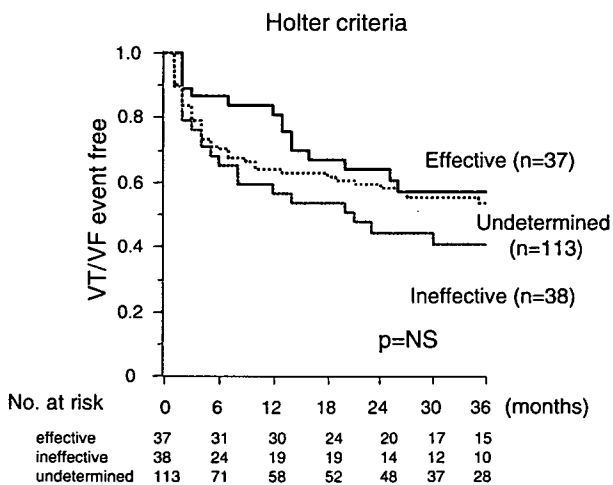 Holter criteria
VT/VF event free
1.0
0.8
0.6
0.4
0.2
0
Effective (n=37)
Undetermined
(n=113)
Ineffective (n=38)
p=NS
No. at risk 0 6 12 18 24 30 36 (months)
effective 37 31 30 24 20 17 15
ineffective 38 24 19 19 14 12 10
undetermined 113 71 58 52 48 37 28